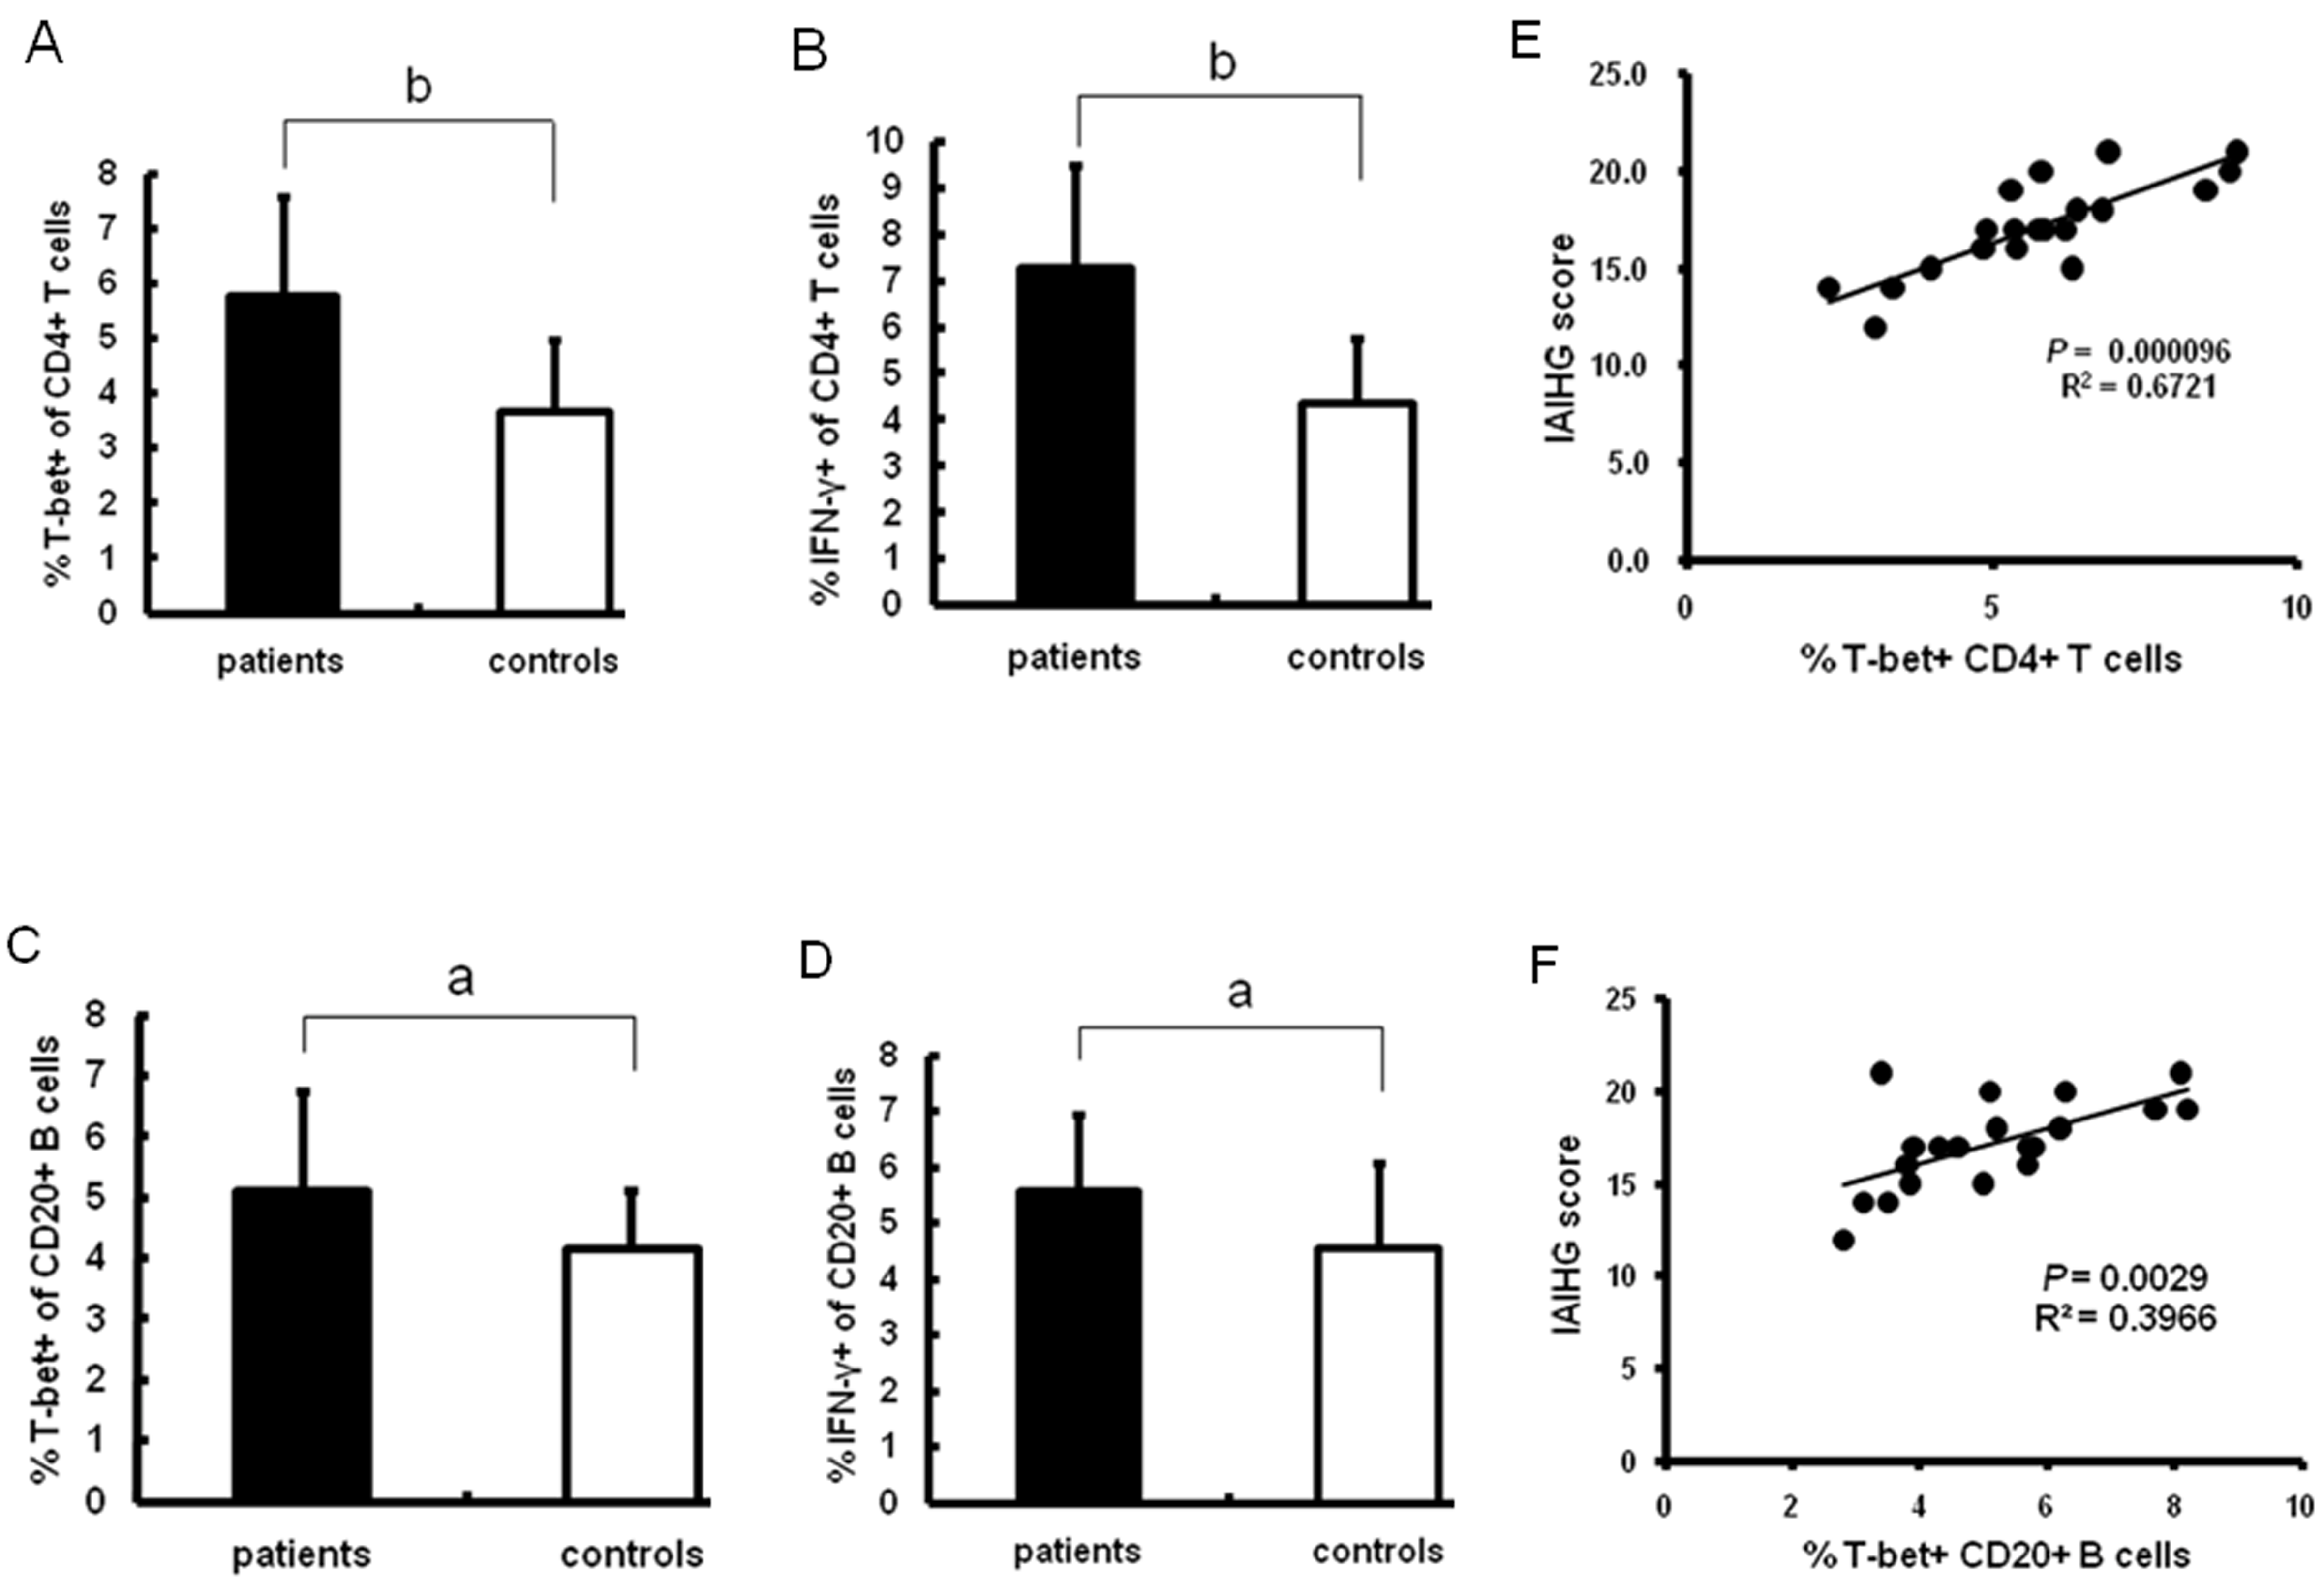 A
b
8
7
6
5
4
3
2
1
0
% T-bet+ of CD4+ T cells
patients controls
B
b
10
9
8
7
6
5
4
3
2
1
0
% IFN-γ+ of CD4+ T cells
patients controls
E
25.0
20.0
15.0
10.0
5.0
0.0
IAIHG score
P = 0.000096
R² = 0.6721
0 5 10
% T-bet+ CD4+ T cells
C
a
8
7
6
5
4
3
2
1
0
% T-bet+ of CD20+ B cells
patients controls
D
a
8
7
6
5
4
3
2
1
0
% IFN-γ+ of CD20+ B cells
patients controls
F
25
20
15
10
5
0
IAIHG score
P = 0.0029
R² = 0.3966
0 2 4 6 8 10
% T-bet+ CD20+ B cells